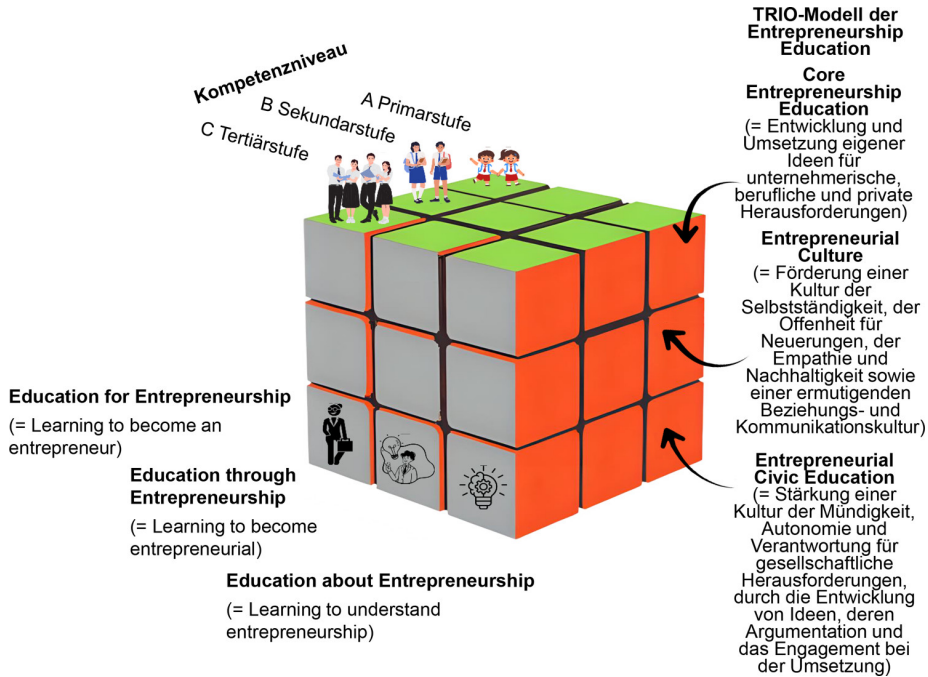 Kompetenzniveau
A Primarstufe
B Sekundarstufe
C Tertiärstufe
Education for Entrepreneurship
(= Learning to become an
entrepreneur)
Education through
Entrepreneurship
(= Learning to become
entrepreneurial)
Education about Entrepreneurship
(= Learning to understand
entrepreneurship)
TRIO-Modell der
Entrepreneurship
Education
Core
Entrepreneurship
Education
(= Entwicklung und
Umsetzung eigener
Ideen für
unternehmerische,
berufliche und private
Herausforderungen)
Entrepreneurial
Culture
(= Förderung einer
Kultur der
Selbstständigkeit, der
Offenheit für
Neuerungen, der
Empathie und
Nachhaltigkeit sowie
einer ermutigenden
Beziehungs- und
Kommunikationskultur)
Entrepreneurial
Civic Education
(= Stärkung einer
Kultur der Mündigkeit,
Autonomie und
Verantwortung für
gesellschaftliche
Herausforderungen,
durch die Entwicklung
von Ideen, deren
Argumentation und
das Engagement bei
der Umsetzung)